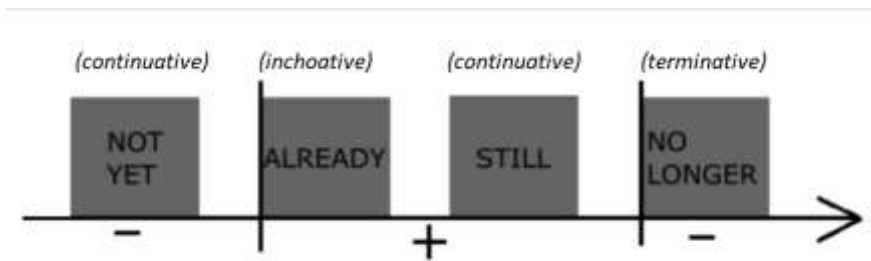 (continuative) (inchoative) (continuative) (terminative)
NOT
YET
ALREADY
STILL
NO
LONGER
− + −